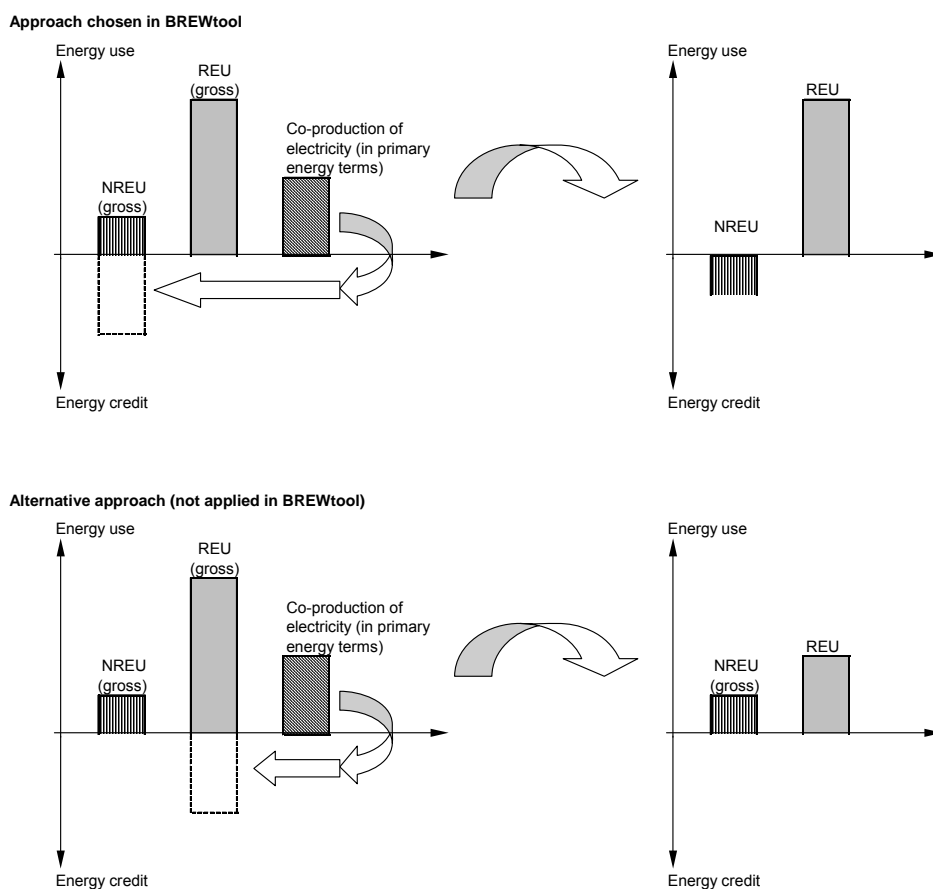 Approach chosen in BREWtool
Energy use
REU
(gross)
Co-production of
electricity (in primary
energy terms)
NREU
(gross)
Energy credit
Energy use
REU
NREU
Energy credit
Alternative approach (not applied in BREWtool)
Energy use
REU
(gross)
Co-production of
electricity (in primary
energy terms)
NREU
(gross)
Energy credit
Energy use
REU
NREU
(gross)
Energy credit